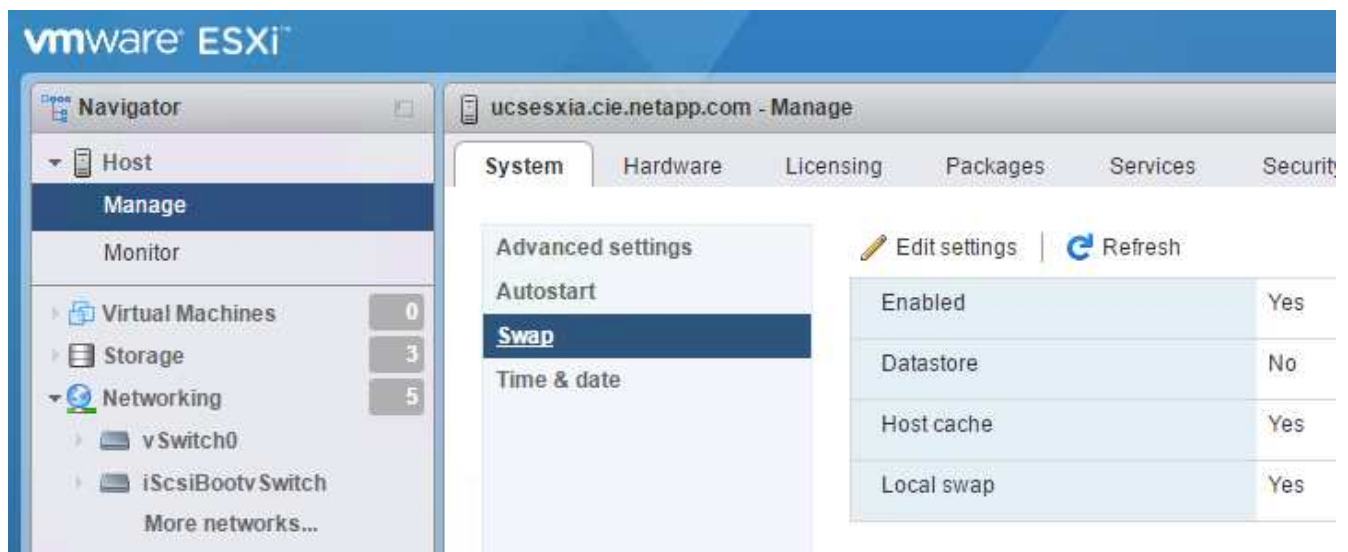 vmware ESXi™
Navigator
ucsesxia.cie.netapp.com - Manage
Host
Manage
Monitor
Virtual Machines 0
Storage 3
Networking 5
vSwitch0
iScsiBootvSwitch
More networks...
System Hardware Licensing Packages Services Security
Advanced settings
Autostart
Swap
Time & date
Edit settings | Refresh
Enabled Yes
Datastore No
Host cache Yes
Local swap Yes